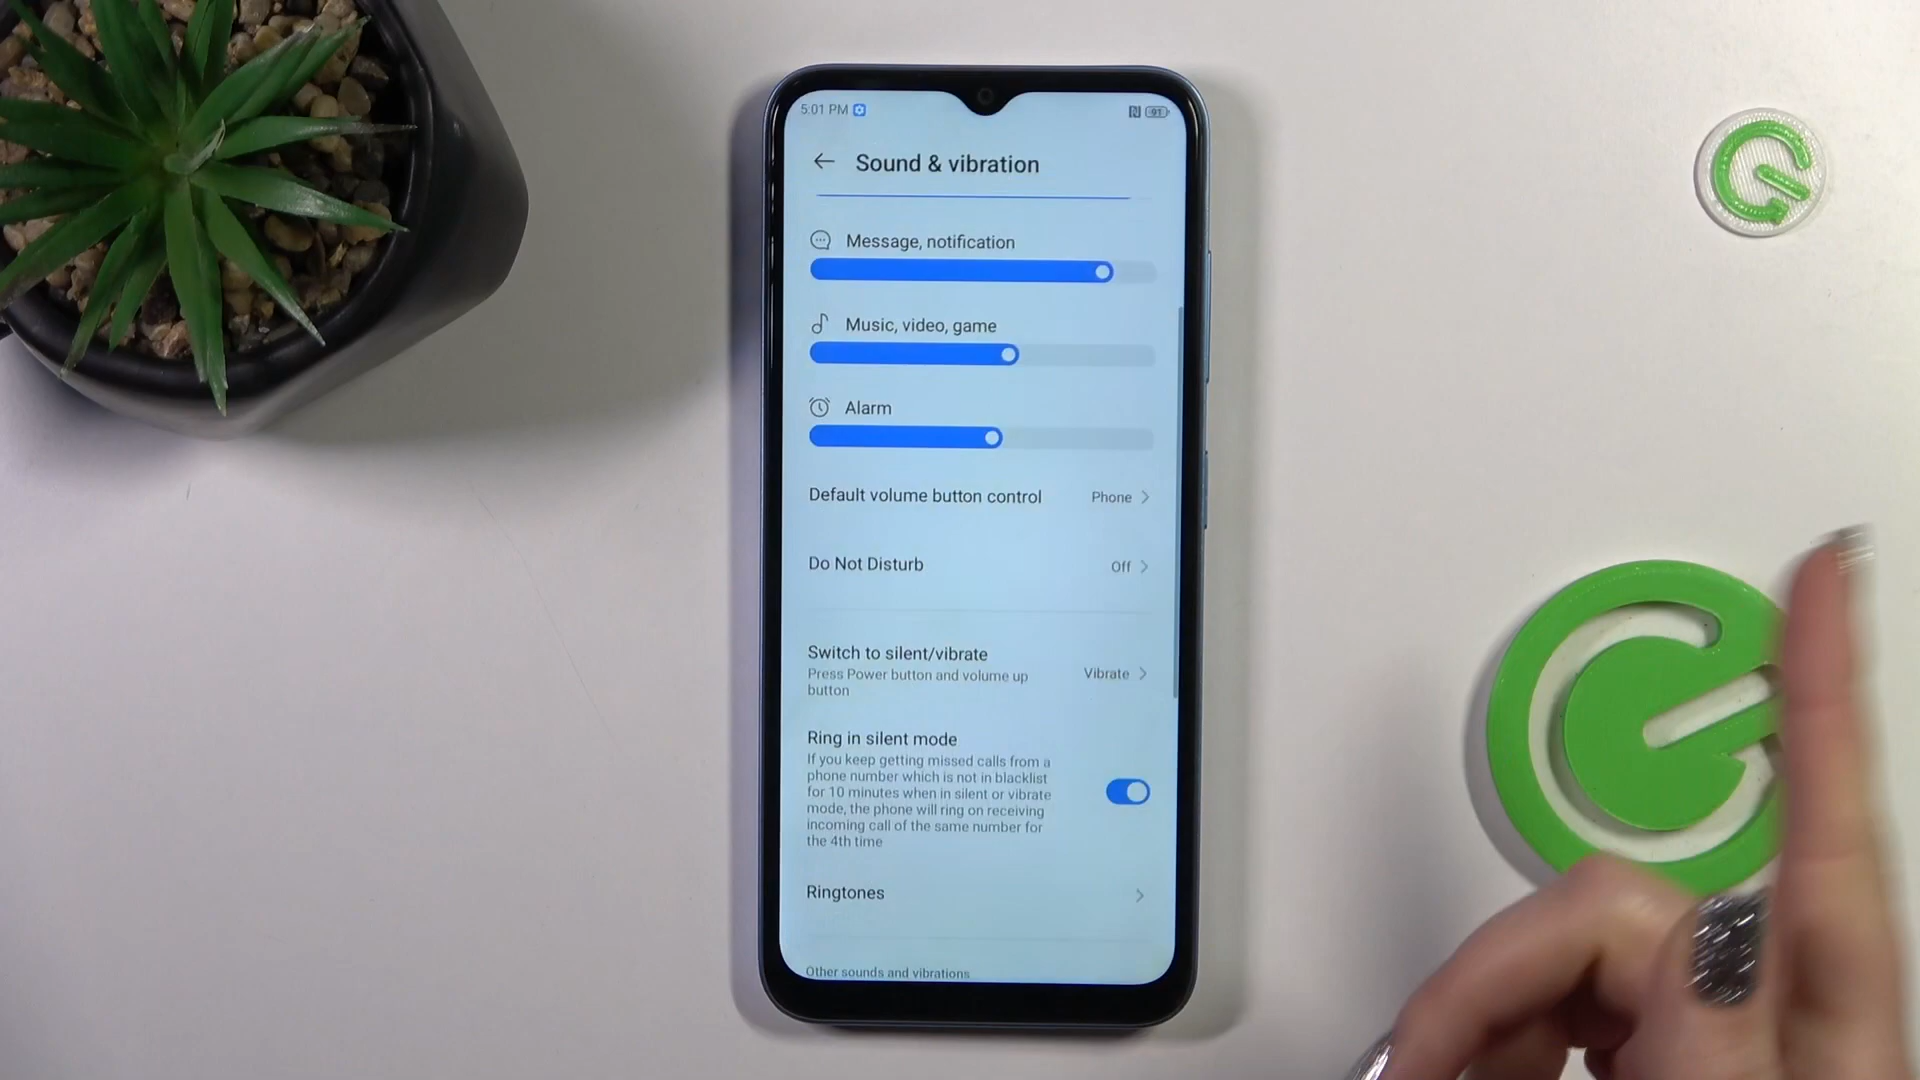 5:01 PM
91
Sound & vibration
Message, notification
Music, video, game
Alarm
Default volume button control
Phone
Do Not Disturb
Off
Switch to silent/vibrate
Press Power button and volume up
button
Vibrate
Ring in silent mode
If you keep getting missed calls from a
phone number which is not in blacklist
for 10 minutes when in silent or vibrate
mode, the phone will ring on receiving
incoming call of the same number for
the 4th time
Ringtones
Other sounds and vibrations